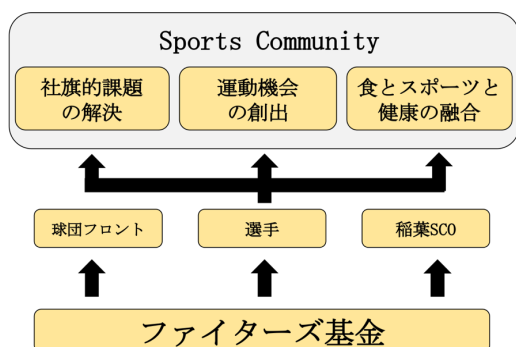 Sports Community
社旗的課題
の解決
運動機会
の創出
食とスポーツと
健康の融合
球団フロント
選手
稲葉SCO
ファイターズ基金